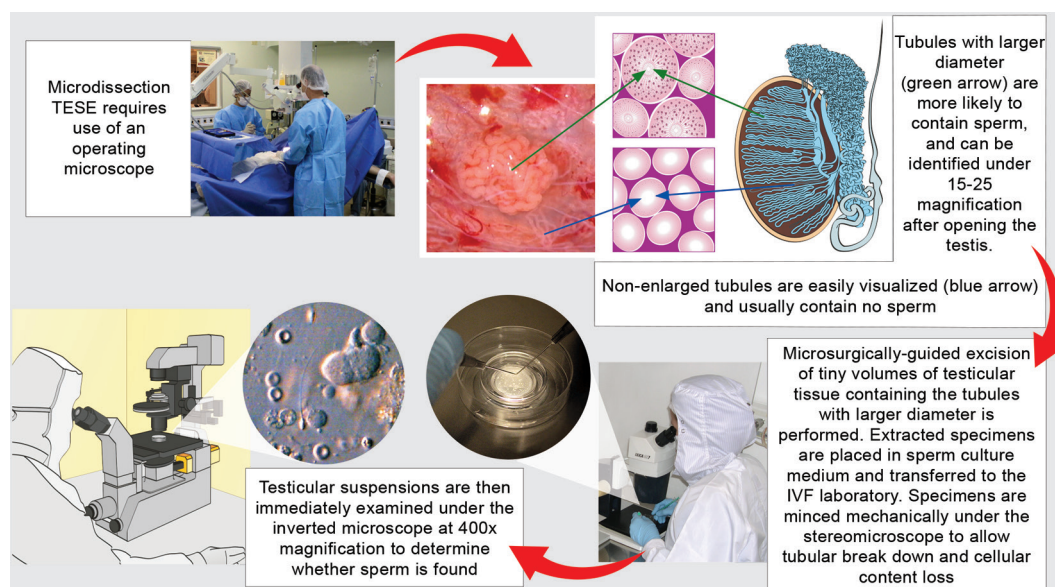 Microdissection
TESE requires
use of an
operating
microscope
Tubules with larger
diameter
(green arrow) are
more likely to
contain sperm,
and can be
identified under
15-25
magnification
after opening the
testis.
Non-enlarged tubules are easily visualized (blue arrow)
and usually contain no sperm
Microsurgically-guided excision
of tiny volumes of testicular
tissue containing the tubules
with larger diameter is
performed. Extracted specimens
are placed in sperm culture
medium and transferred to the
IVF laboratory. Specimens are
minced mechanically under the
stereomicroscope to allow
tubular break down and cellular
content loss
Testicular suspensions are then
immediately examined under the
inverted microscope at 400x
magnification to determine
whether sperm is found